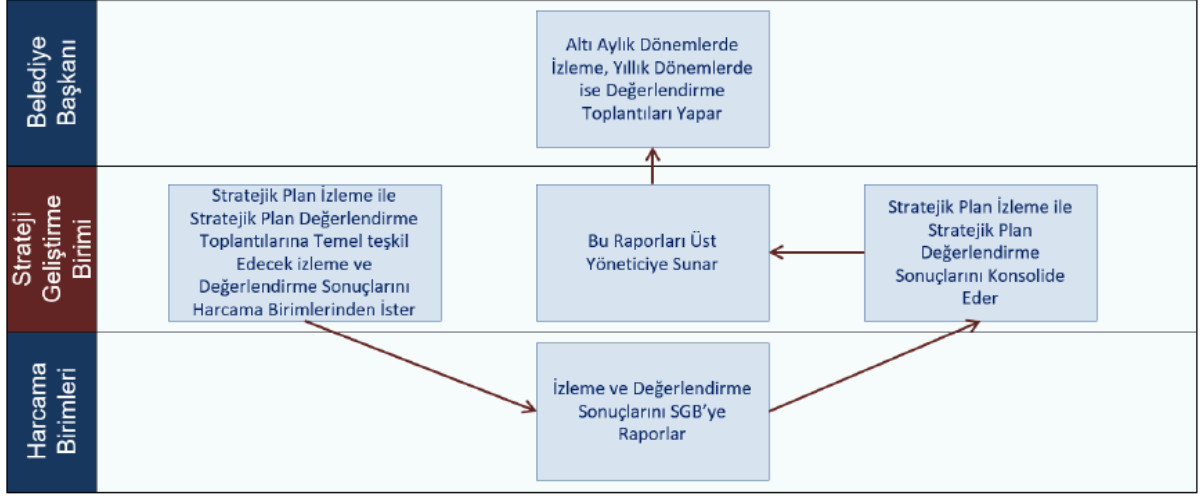 Belediye
Başkanı
Altı Aylık Dönemlerde
İzleme, Yıllık Dönemlerde
ise Değerlendirme
Toplantıları Yapar
Strateji
Geliştirme
Birimi
Stratejik Plan İzleme ile
Stratejik Plan Değerlendirme
Toplantılarına Temel teşkil
Edecek izleme ve
Değerlendirme Sonuçlarını
Harcama Birimlerinden İster
Bu Raporları Üst
Yöneticiye Sunar
Stratejik Plan İzleme ile
Stratejik Plan
Değerlendirme
Sonuçlarını Konsolide
Eder
Harcama
Birimleri
İzleme ve Değerlendirme
Sonuçlarını SGB'ye
Raporlar